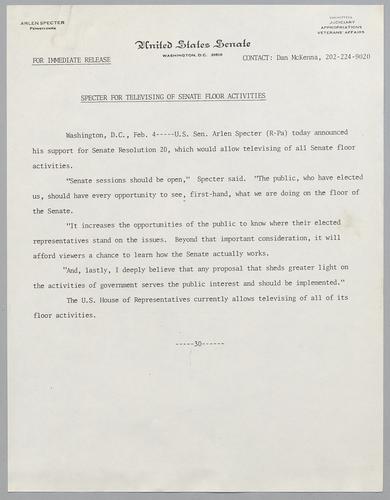 ARLEN SPECTER
PENNSYLVANIA
COMMITTEES:
JUDICIARY
APPROPRIATIONS
VETERANS' AFFAIRS
United States Senate
WASHINGTON, D.C. 20510
FOR IMMEDIATE RELEASE
CONTACT: Dan McKenna, 202-224-9020
SPECTER FOR TELEVISING OF SENATE FLOOR ACTIVITIES
Washington, D.C., Feb. 4-----U.S. Sen. Arlen Specter (R-Pa) today announced
his support for Senate Resolution 20, which would allow televising of all Senate floor
activities.
"Senate sessions should be open," Specter said. "The public, who have elected
us, should have every opportunity to see, first-hand, what we are doing on the floor of
the Senate.
"It increases the opportunities of the public to know where their elected
representatives stand on the issues. Beyond that important consideration, it will
afford viewers a chance to learn how the Senate actually works.
"And, lastly, I deeply believe that any proposal that sheds greater light on
the activities of government serves the public interest and should be implemented."
The U.S. House of Representatives currently allows televising of all of its
floor activities.
-----30-----